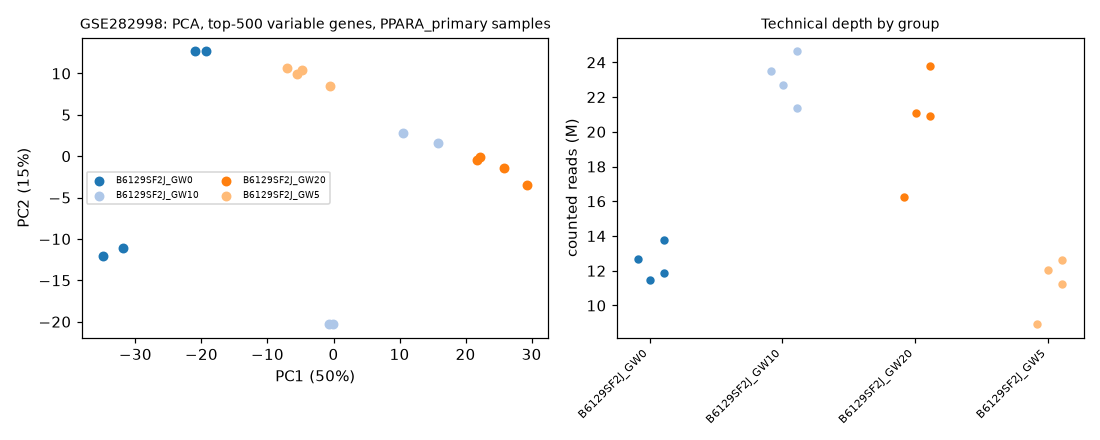 GSE282998: PCA, top-500 variable genes, PPARA_primary samples
10
5
0
−5
−10
−15
−20
PC2 (15%)
B6129SF2J_GW0
B6129SF2J_GW10
B6129SF2J_GW20
B6129SF2J_GW5
−30
−20
−10
0
10
20
30
PC1 (50%)
Technical depth by group
24
22
20
18
16
14
12
10
counted reads (M)
B6129SF2J_GW0
B6129SF2J_GW10
B6129SF2J_GW20
B6129SF2J_GW5